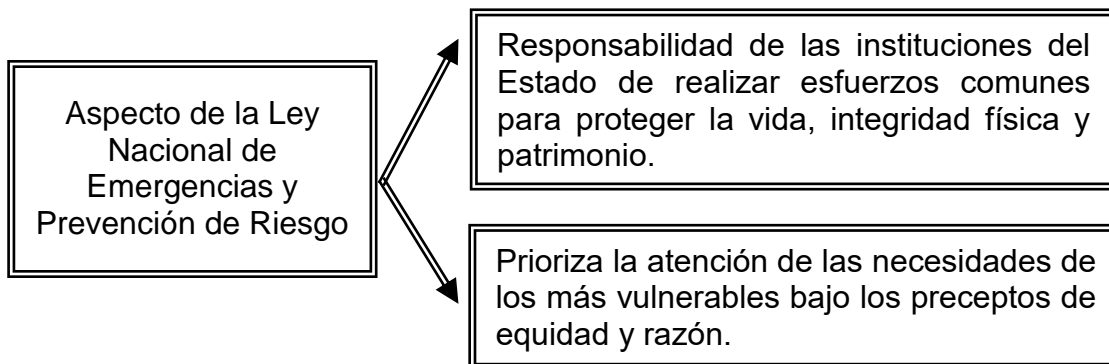 Aspecto de la Ley
Nacional de
Emergencias y
Prevención de Riesgo
Responsabilidad de las instituciones del
Estado de realizar esfuerzos comunes
para proteger la vida, integridad física y
patrimonio.
Prioriza la atención de las necesidades de
los más vulnerables bajo los preceptos de
equidad y razón.